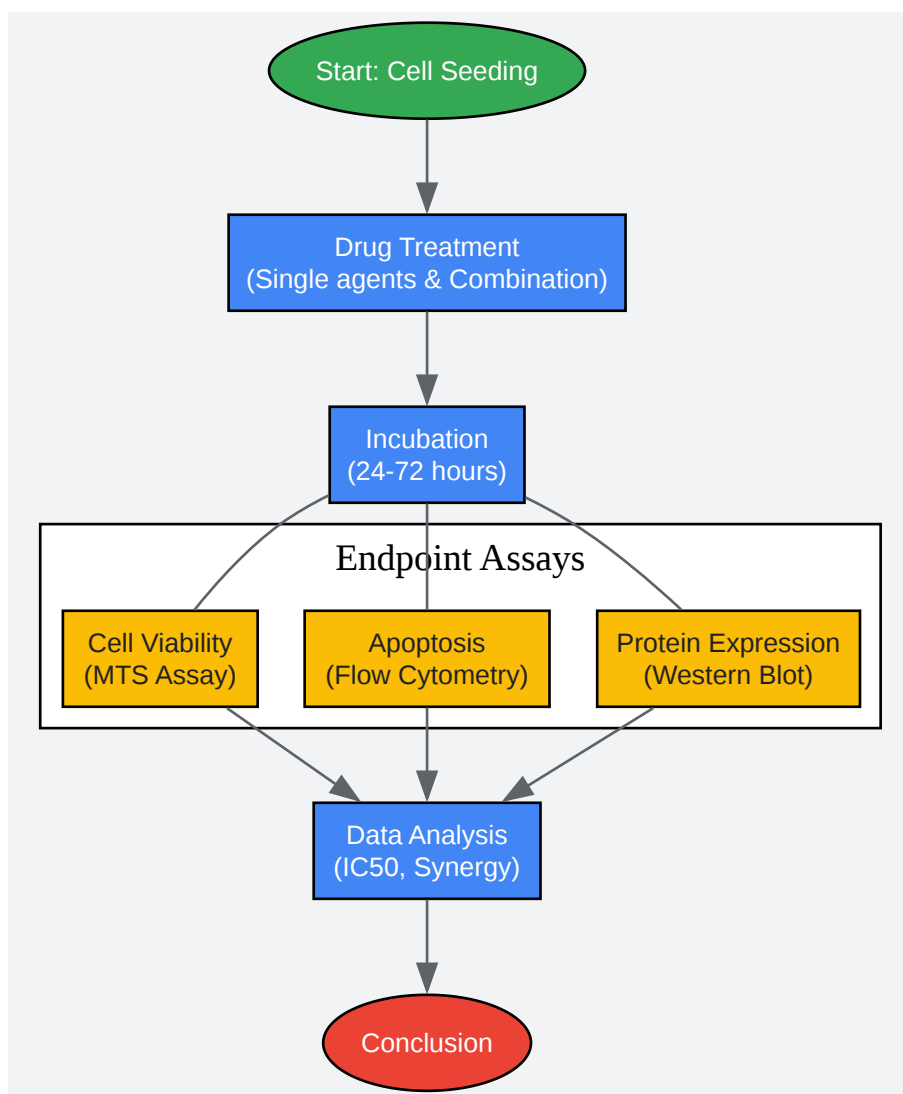 Start: Cell Seeding
Drug Treatment
(Single agents & Combination)
Incubation
(24-72 hours)
Endpoint Assays
Cell Viability
(MTS Assay)
Apoptosis
(Flow Cytometry)
Protein Expression
(Western Blot)
Data Analysis
(IC50, Synergy)
Conclusion